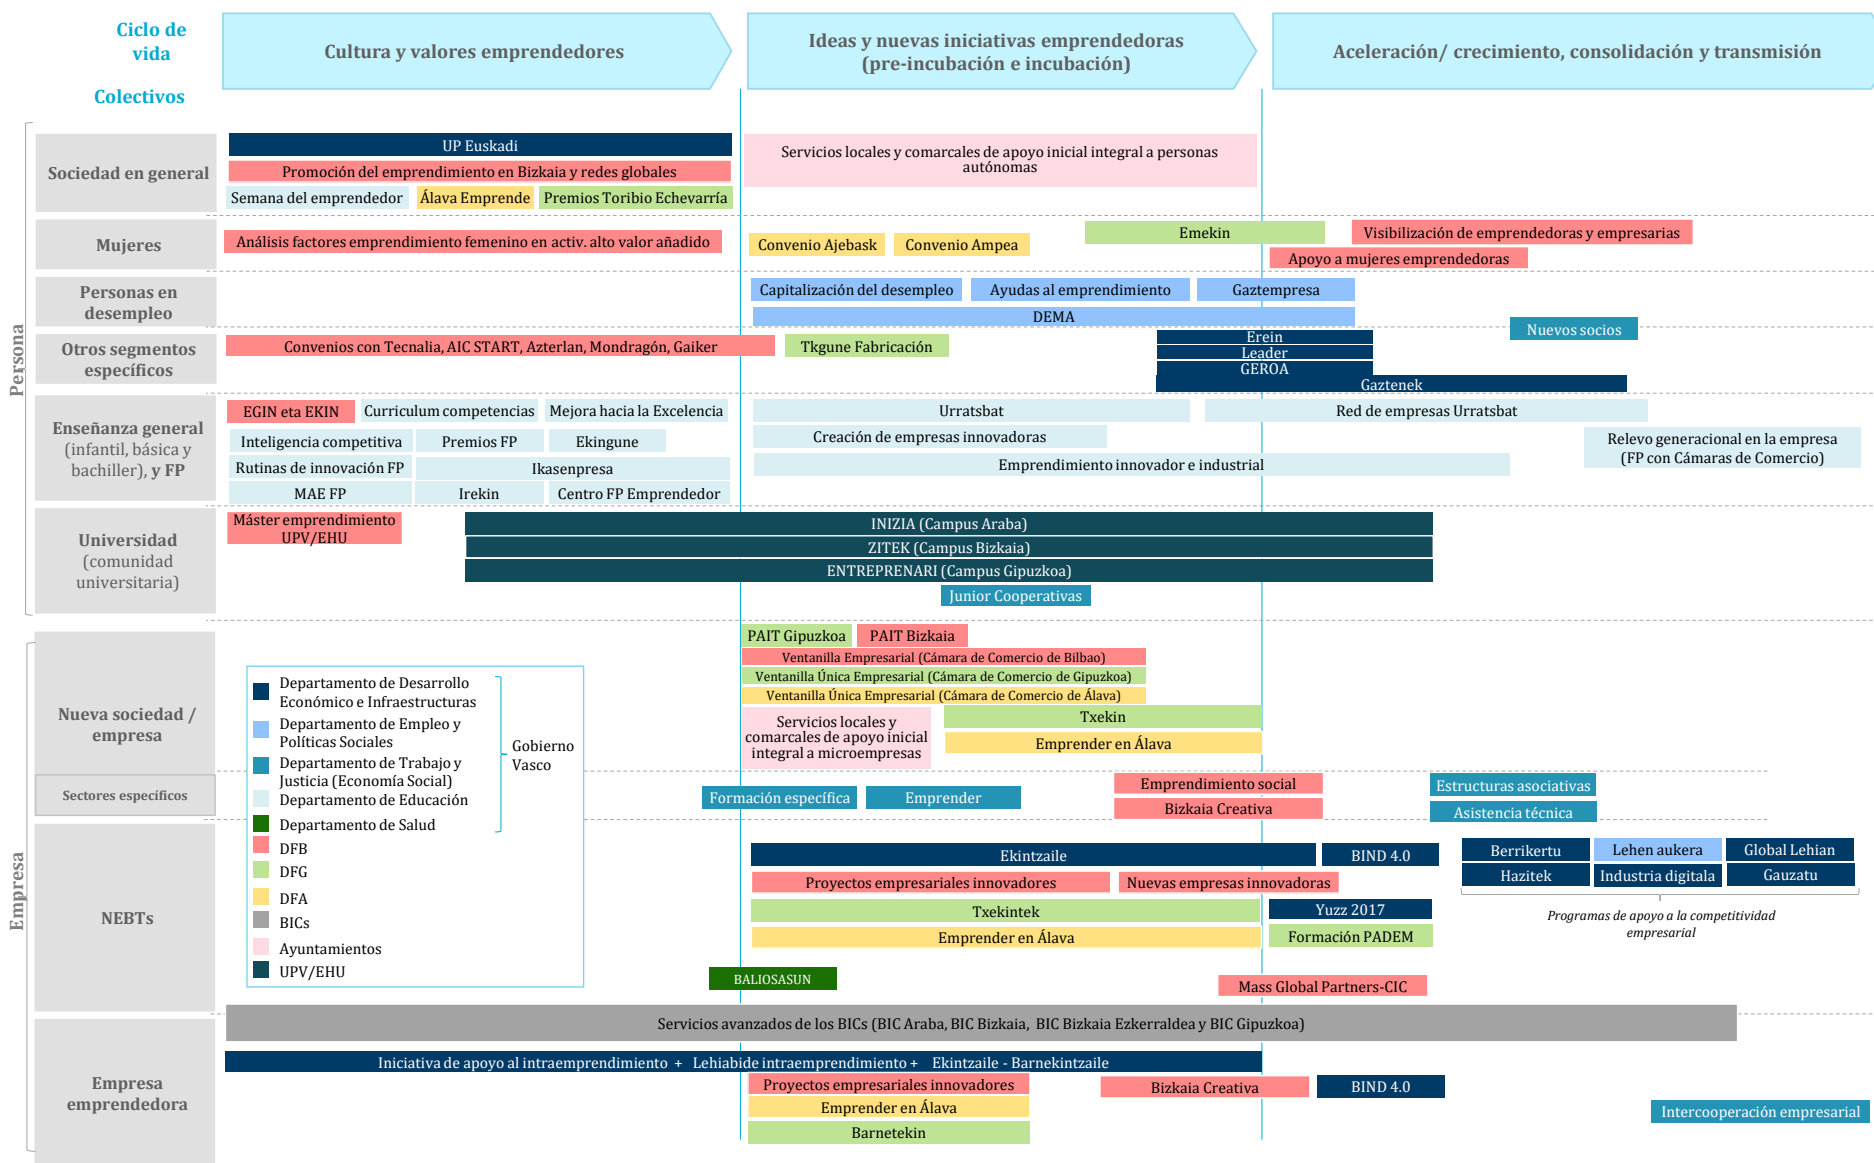 Ciclo de
vida
Cultura y valores emprendedores
Ideas y nuevas iniciativas emprendedoras
(pre-incubación e incubación)
Aceleración/ crecimiento, consolidación y transmisión
Colectivos
Persona
Sociedad en general
UP Euskadi
Promoción del emprendimiento en Bizkaia y redes globales
Semana del emprendedor
Álava Emprende
Premios Toribio Echevarría
Servicios locales y comarcales de apoyo inicial integral a personas
autónomas
Mujeres
Análisis factores emprendimiento femenino en activ. alto valor añadido
Convenio Ajebask
Convenio Ampea
Emekin
Visibilización de emprendedoras y empresarias
Apoyo a mujeres emprendedoras
Personas en
desempleo
Capitalización del desempleo
Ayudas al emprendimiento
Gaztempresa
DEMA
Nuevos socios
Otros segmentos
específicos
Convenios con Tecnalia, AIC START, Azterlan, Mondragón, Gaiker
Tkgune Fabricación
Erein
Leader
GEROA
Gaztenek
Enseñanza general
(infantil, básica y
bachiller), y FP
EGIN eta EKIN
Curriculum competencias
Mejora hacia la Excelencia
Inteligencia competitiva
Premios FP
Ekingune
Rutinas de innovación FP
Ikasenpresa
MAE FP
Irekin
Centro FP Emprendedor
Urratsbat
Red de empresas Urratsbat
Creación de empresas innovadoras
Emprendimiento innovador e industrial
Relevo generacional en la empresa
(FP con Cámaras de Comercio)
Universidad
(comunidad
universitaria)
Máster emprendimiento
UPV/EHU
INIZIA (Campus Araba)
ZITEK (Campus Bizkaia)
ENTREPRENARI (Campus Gipuzkoa)
Junior Cooperativas
Empresa
Nueva sociedad /
empresa
PAIT Gipuzkoa
PAIT Bizkaia
Ventanilla Empresarial (Cámara de Comercio de Bilbao)
Ventanilla Única Empresarial (Cámara de Comercio de Gipuzkoa)
Ventanilla Única Empresarial (Cámara de Comercio de Álava)
Servicios locales y
comarcales de apoyo inicial
integral a microempresas
Txekin
Emprender en Álava
Departamento de Desarrollo
Económico e Infraestructuras
Departamento de Empleo y
Políticas Sociales
Departamento de Trabajo y
Justicia (Economía Social)
Departamento de Educación
Departamento de Salud
Gobierno
Vasco
DFB
DFG
DFA
BICs
Ayuntamientos
UPV/EHU
Sectores específicos
Formación específica
Emprender
Emprendimiento social
Bizkaia Creativa
Estructuras asociativas
Asistencia técnica
NEBTs
Ekintzaile
BIND 4.0
Proyectos empresariales innovadores
Nuevas empresas innovadoras
Txekintek
Yuzz 2017
Emprender en Álava
Formación PADEM
BALIOSASUN
Mass Global Partners-CIC
Berrikertu
Lehen aukera
Global Lehian
Hazitek
Industria digitala
Gauzatu
Programas de apoyo a la competitividad
empresarial
Servicios avanzados de los BICs (BIC Araba, BIC Bizkaia, BIC Bizkaia Ezkerraldea y BIC Gipuzkoa)
Empresa
emprendedora
Iniciativa de apoyo al intraemprendimiento + Lehiabide intraemprendimiento + Ekintzaile - Barnekintzaile
Proyectos empresariales innovadores
Bizkaia Creativa
BIND 4.0
Emprender en Álava
Barnetekin
Intercooperación empresarial